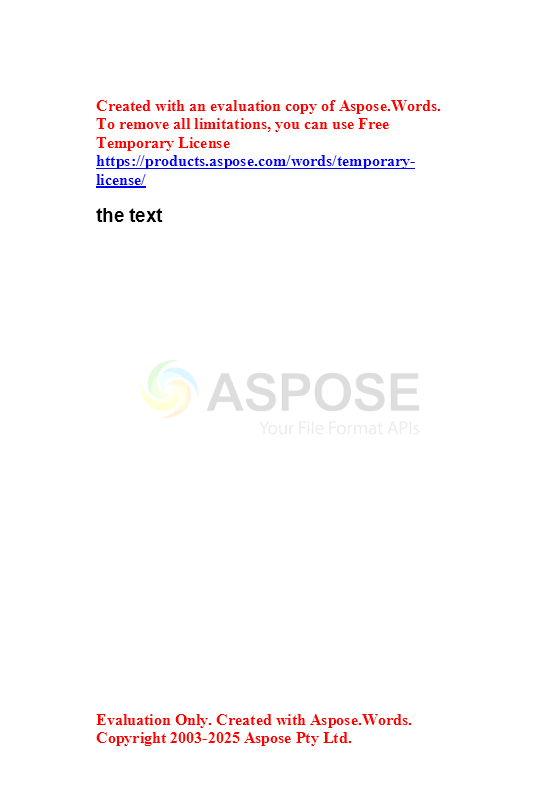 Created with an evaluation copy of Aspose.Words.
To remove all limitations, you can use Free
Temporary License
https://products.aspose.com/words/temporary-
license/
the text
ASPOSE
Your File Format APIs
Evaluation Only. Created with Aspose.Words.
Copyright 2003-2025 Aspose Pty Ltd.